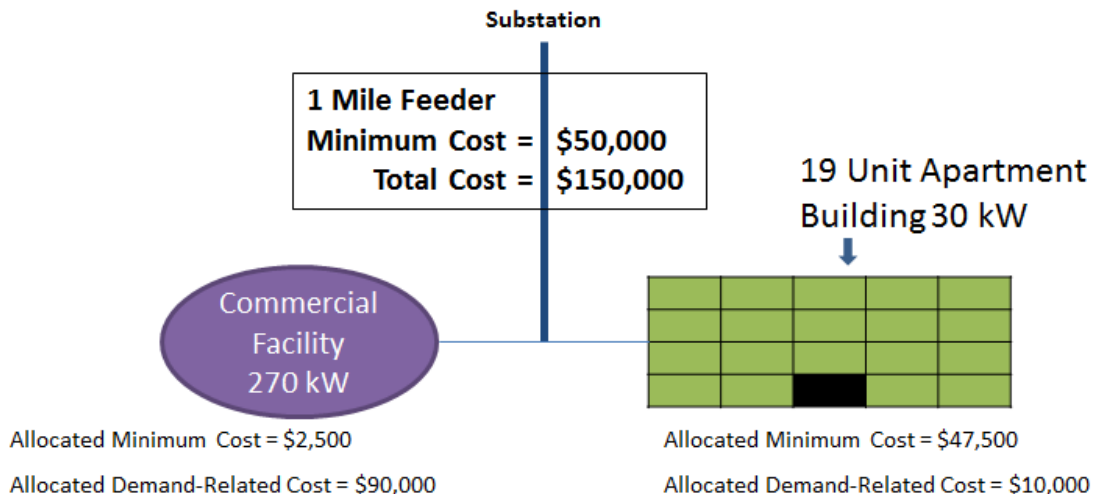 Substation
1 Mile Feeder
Minimum Cost = $50,000
Total Cost = $150,000
19 Unit Apartment
Building 30 kW
Commercial
Facility
270 kW
Allocated Minimum Cost = $2,500
Allocated Demand-Related Cost = $90,000
Allocated Minimum Cost = $47,500
Allocated Demand-Related Cost = $10,000